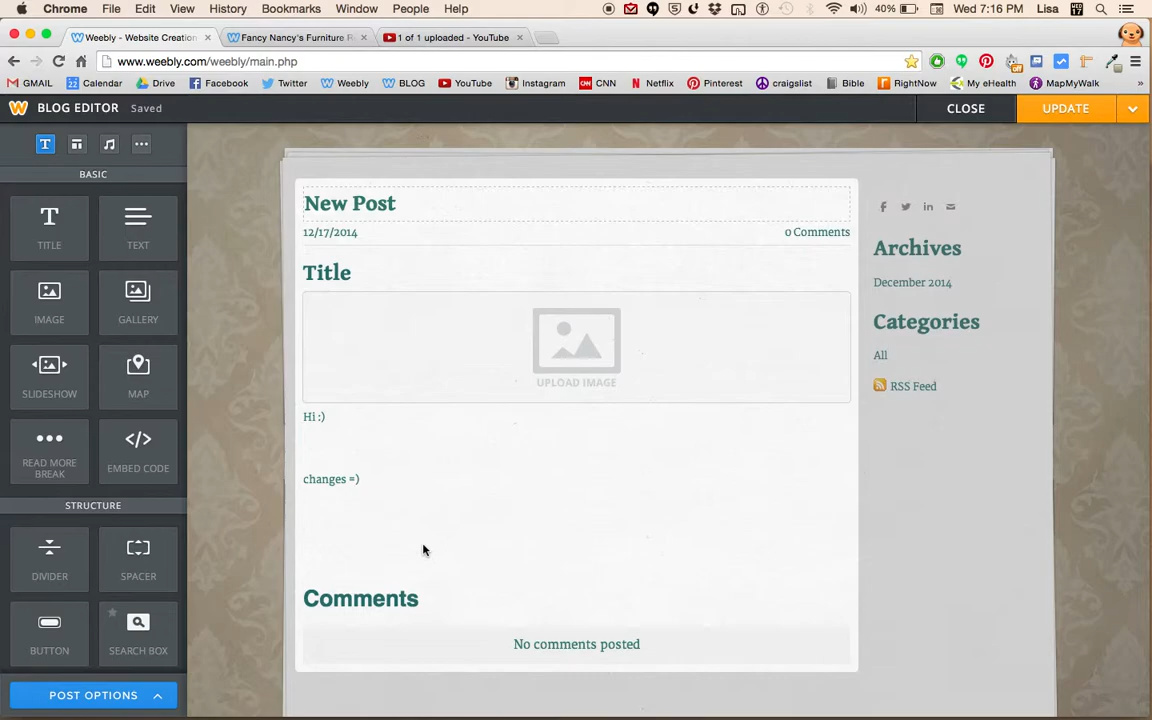 Chrome File Edit View History Bookmarks Window People Help
40% Wed 7:16 PM Lisa
Weebly - Website Creation × Fancy Nancy's Furniture R × 1 of 1 uploaded - YouTube ×
www.weebly.com/weebly/main.php
GMAIL Calendar Drive Facebook Twitter Weebly BLOG YouTube Instagram CNN Netflix Pinterest craigslist Bible RightNow My eHealth MapMyWalk »
BLOG EDITOR Saved CLOSE UPDATE
BASIC
TITLE TEXT
IMAGE GALLERY
SLIDESHOW MAP
READ MORE BREAK EMBED CODE
STRUCTURE
DIVIDER SPACER
BUTTON SEARCH BOX
POST OPTIONS
New Post
12/17/2014 0 Comments
Title
UPLOAD IMAGE
Hi :)
changes =)
Comments
No comments posted
Archives
December 2014
Categories
All
RSS Feed